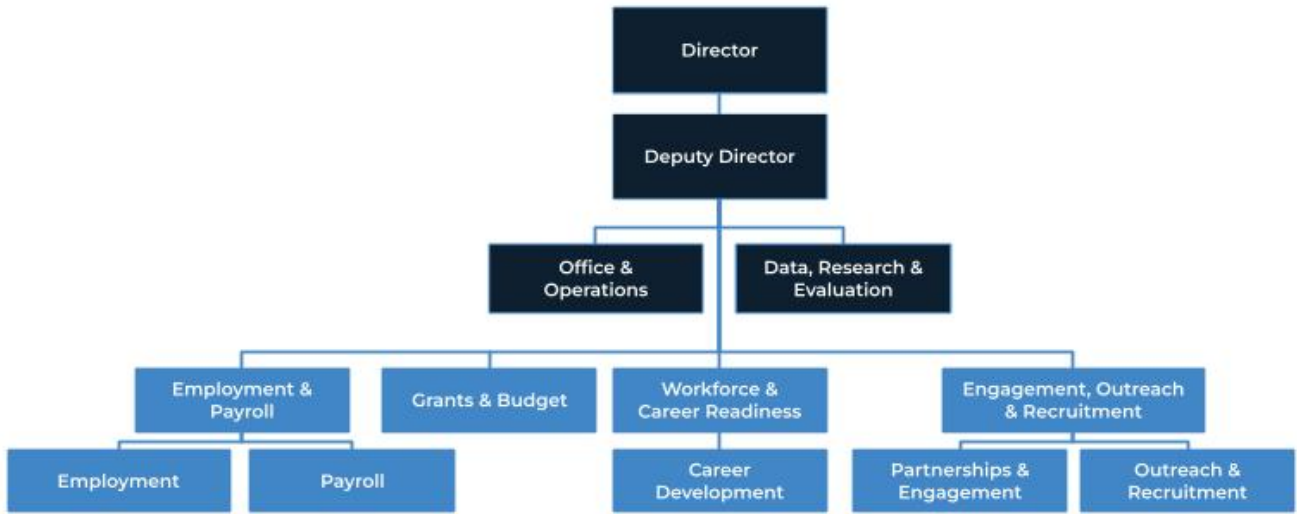 Director
Deputy Director
Office &
Operations
Data, Research &
Evaluation
Employment &
Payroll
Grants & Budget
Workforce &
Career Readiness
Engagement, Outreach
& Recruitment
Employment
Payroll
Career
Development
Partnerships &
Engagement
Outreach &
Recruitment